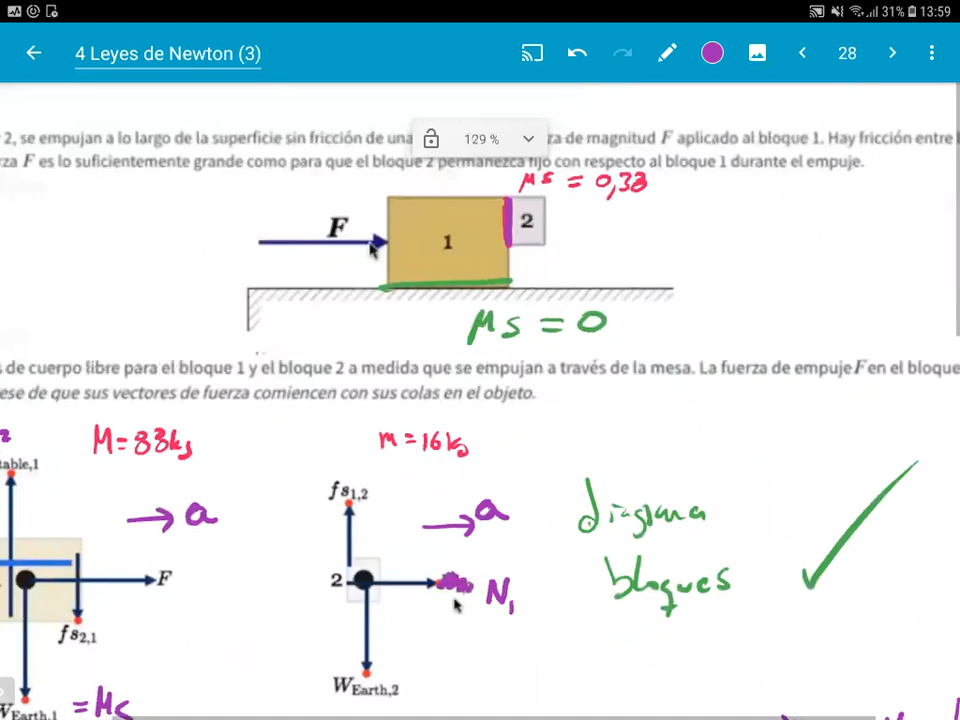 31% 13:59
4 Leyes de Newton (3)
28
2, se empujan a lo largo de la superficie sin fricción de una za de magnitud F aplicado al bloque 1. Hay fricción entre
129 %
za F es lo suficientemente grande como para que el bloque 2 permanezca fijo con respecto al bloque 1 durante el empuje.
μs = 0,38
F
1
2
μs = 0
s de cuerpo libre para el bloque 1 y el bloque 2 a medida que se empujan a través de la mesa. La fuerza de empuje F en el bloque
ese de que sus vectores de fuerza comiencen con sus colas en el objeto.
M=88kg
m=16kg
table,1
fs1,2
a
a
diagrama
bloques
F
2
N1
fs2,1
WEarth,2
WEarth,1